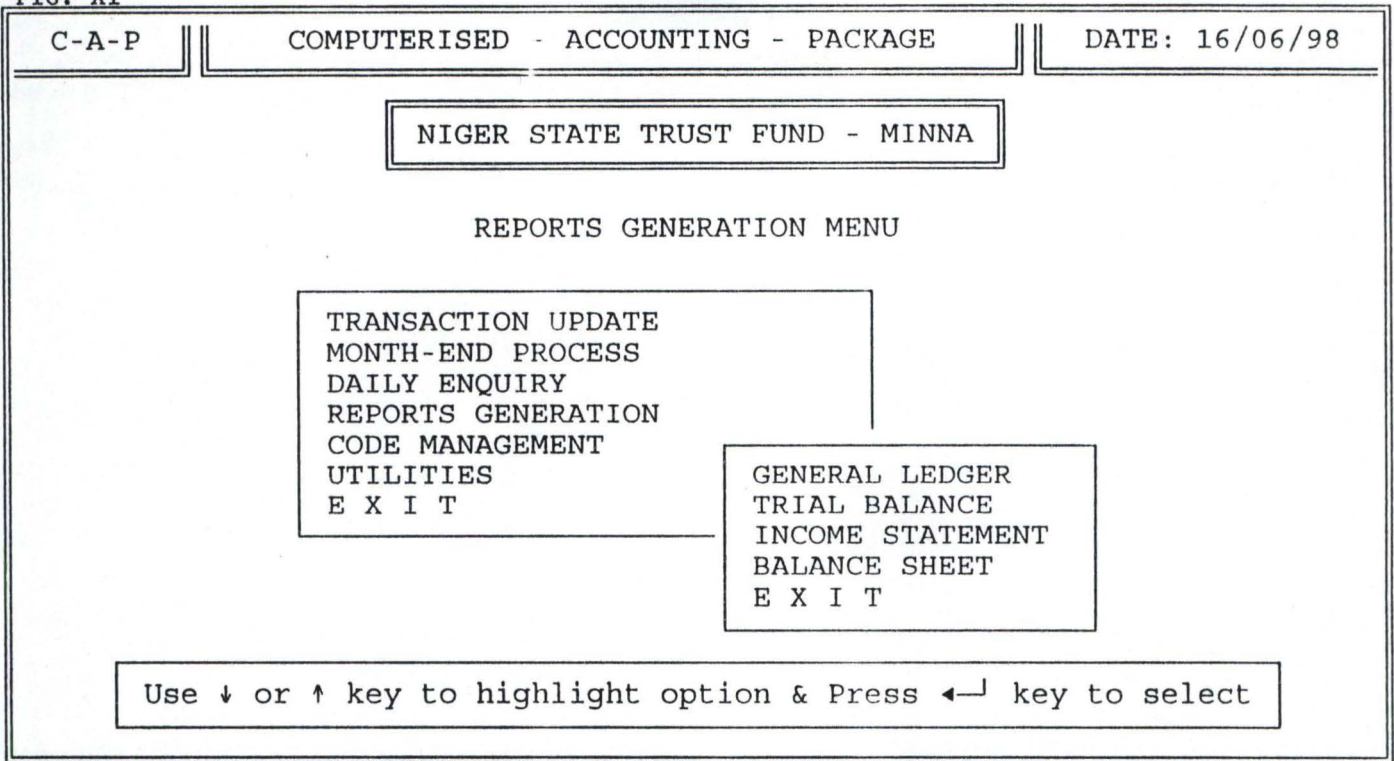 FIG. X1
C-A-P COMPUTERISED - ACCOUNTING - PACKAGE DATE: 16/06/98
NIGER STATE TRUST FUND - MINNA
REPORTS GENERATION MENU
TRANSACTION UPDATE
MONTH-END PROCESS
DAILY ENQUIRY
REPORTS GENERATION
CODE MANAGEMENT
UTILITIES
E X I T
GENERAL LEDGER
TRIAL BALANCE
INCOME STATEMENT
BALANCE SHEET
E X I T
Use ↓ or ↑ key to highlight option & Press ◄─┘ key to select